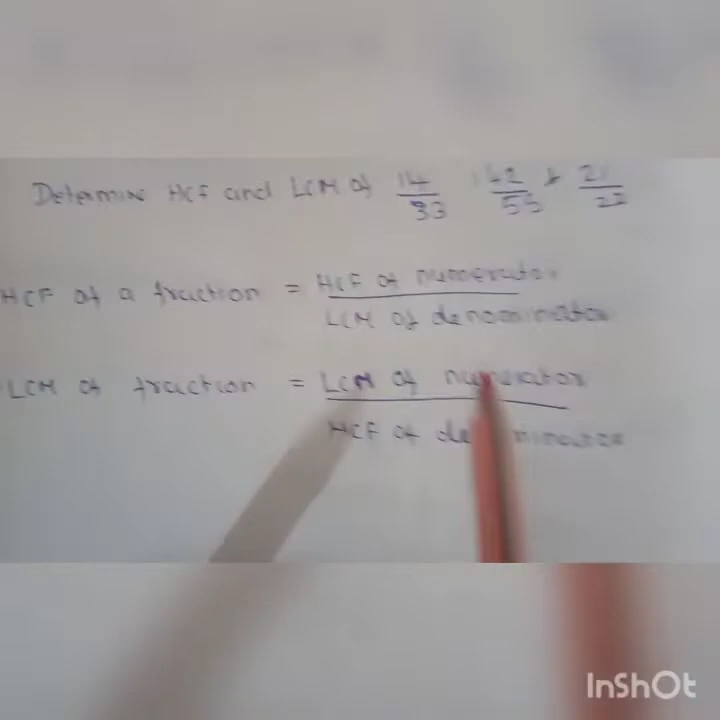 Determine HCF and LCM of 14/33 , 42/55 & 21/22
HCF of a fraction = HCF of numerator / LCM of denominator
LCM of fraction = LCM of numerator / HCF of denominator
InShOt